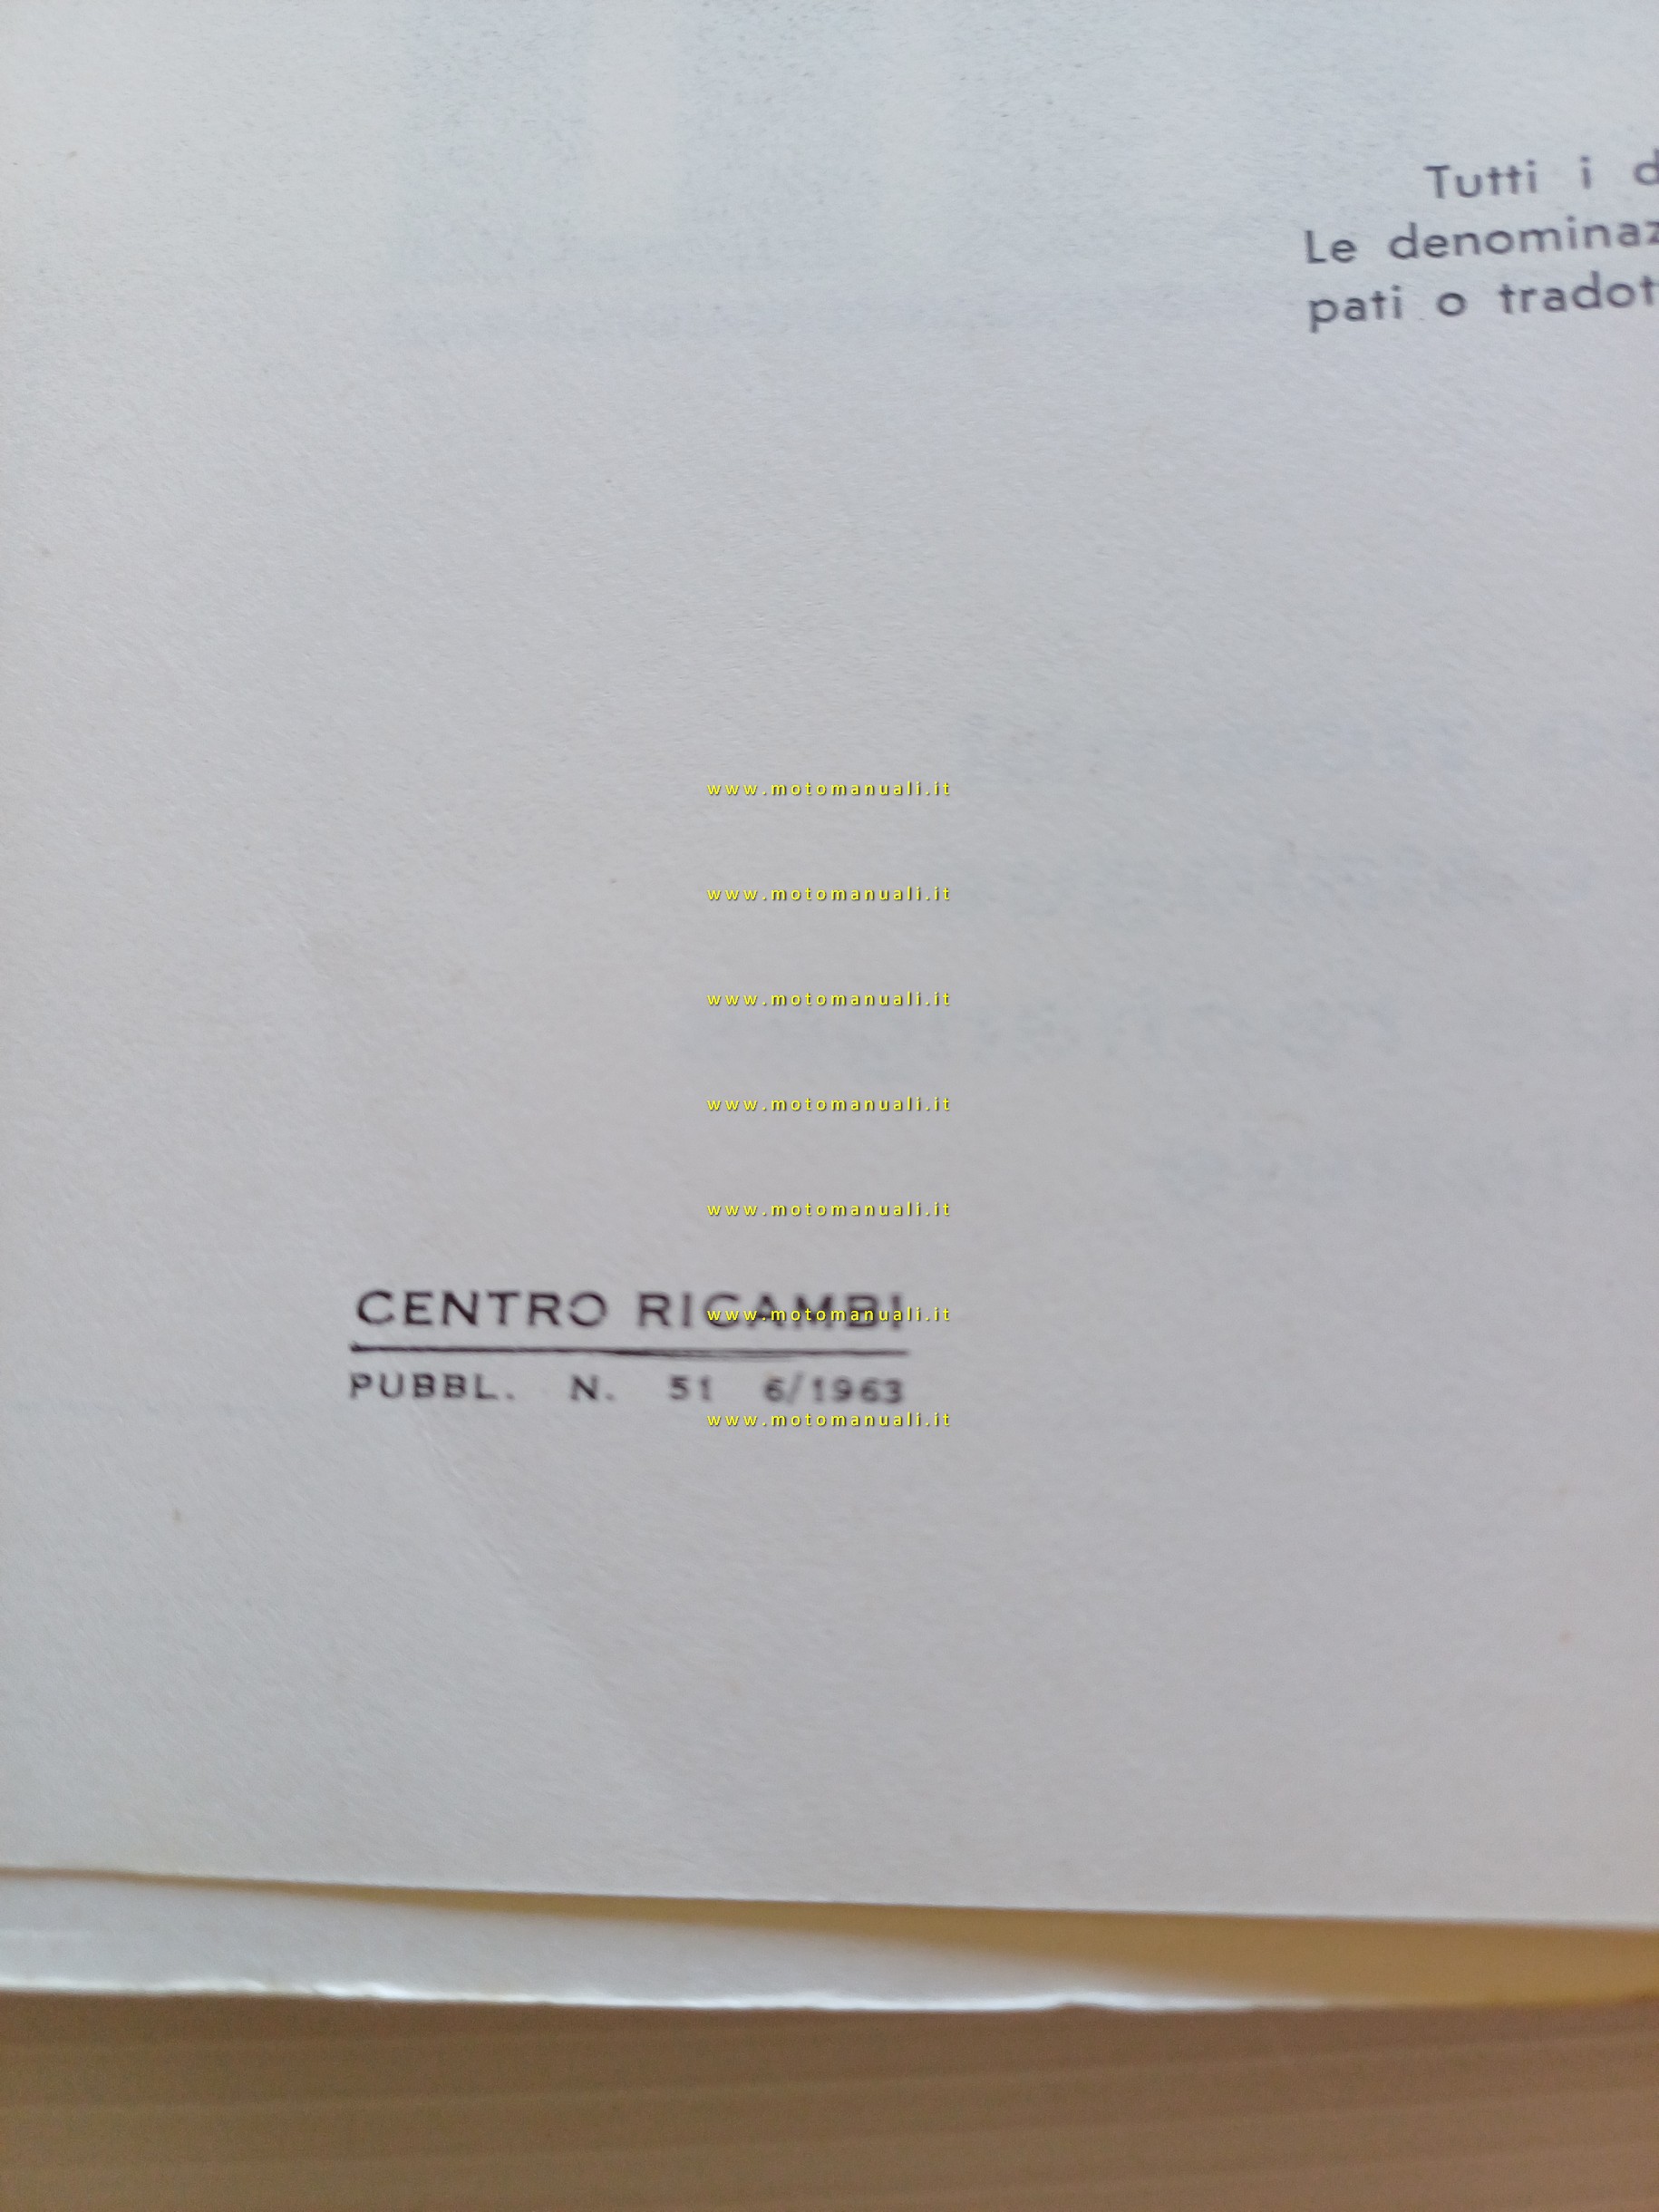 Tutti i d
Le denominaz
pati o tradot
www.motomanuali.it
www.motomanuali.it
www.motomanuali.it
www.motomanuali.it
www.motomanuali.it
CENTRO RICAMBI
www.motomanuali.it
PUBBL. N. 51 6/1963
www.motomanuali.it